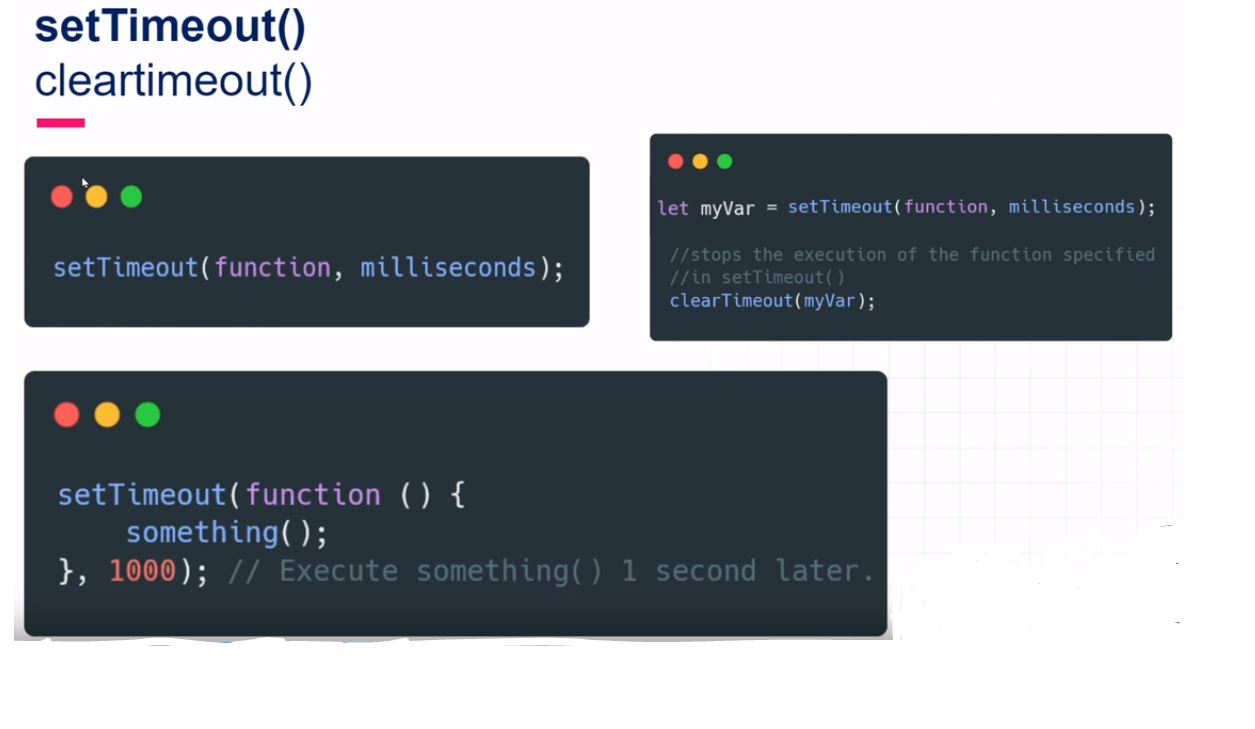 setTimeout()
cleartimeout()
setTimeout(function, milliseconds);
let myVar = setTimeout(function, milliseconds);
//stops the execution of the function specified
//in setTimeout()
clearTimeout(myVar);
setTimeout(function () {
something();
}, 1000); // Execute something() 1 second later.